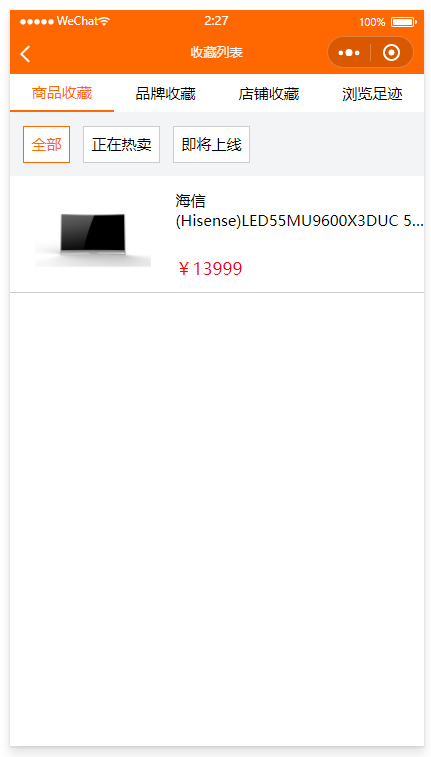 WeChat 2:27 100%
收藏列表
商品收藏 品牌收藏 店铺收藏 浏览足迹
全部 正在热卖 即将上线
海信
(Hisense)LED55MU9600X3DUC 5...
￥13999